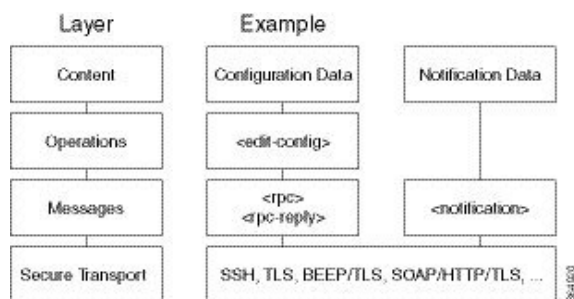 Layer Example
Content Configuration Data Notification Data
Operations <edit-config>
Messages <rpc>
<rpc-reply> <notification>
Secure Transport SSH, TLS, BEEP/TLS, SOAP/HTTP/TLS, ...